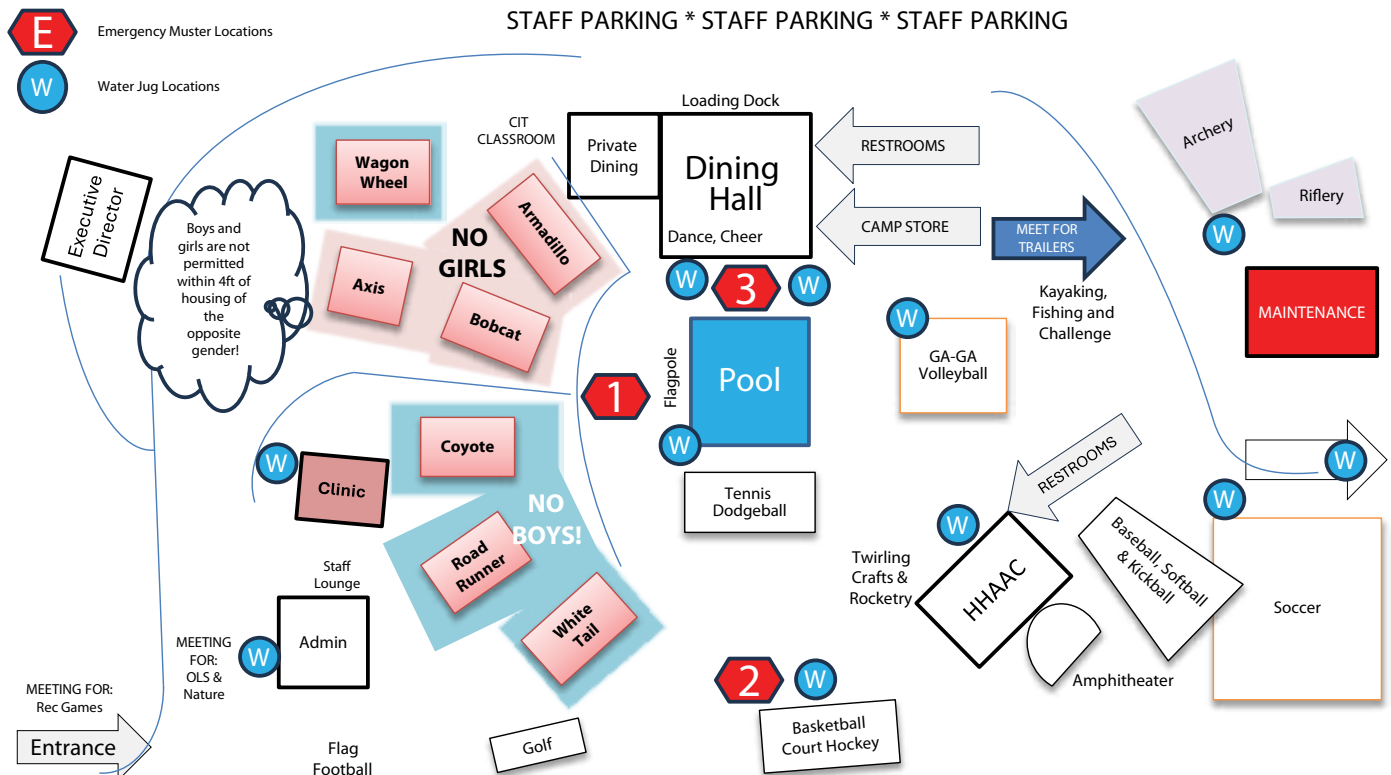 STAFF PARKING * STAFF PARKING * STAFF PARKING
E
Emergency Muster Locations
W
Water Jug Locations
Executive
Director
Boys and
girls are not
permitted
within 4ft of
housing of
the
opposite
gender!
Wagon
Wheel
CIT
CLASSROOM
Armadillo
NO
GIRLS
Axis
Bobcat
Loading Dock
Private
Dining
Dining
Hall
Dance, Cheer
RESTROOMS
CAMP STORE
MEET FOR
TRAILERS
Kayaking,
Fishing and
Challenge
Archery
Riflery
W
MAINTENANCE
W
3
W
W
GA-GA
Volleyball
1
Flagpole
Pool
W
Coyote
W
Clinic
NO
BOYS!
Road
Runner
White
Tail
Tennis
Dodgeball
RESTROOMS
W
W
W
Twirling
Crafts &
Rocketry
HHAAC
Baseball, Softball
& Kickball
Soccer
Amphitheater
Staff
Lounge
Admin
W
MEETING
FOR:
OLS &
Nature
MEETING FOR:
Rec Games
Entrance
Flag
Football
Golf
2
W
Basketball
Court Hockey